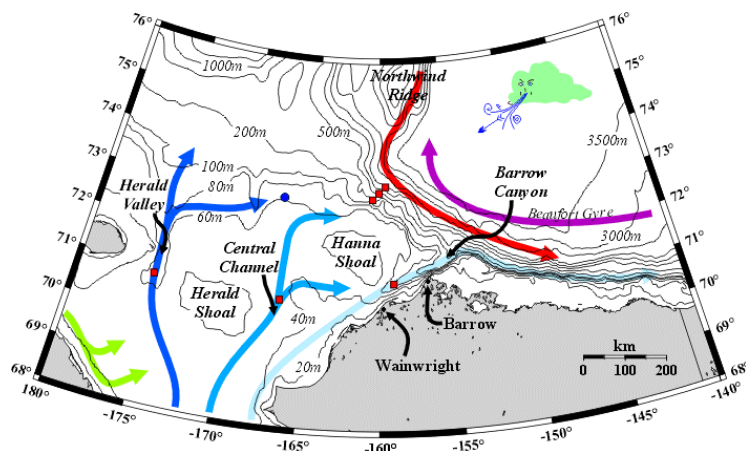 76°
76°
75°
75°
74°
74°
73°
73°
72°
72°
71°
71°
70°
70°
69°
69°
68°
68°
180°
-175°
-170°
-165°
-160°
-155°
-150°
-145°
-140°
1000m
Northwind
Ridge
200m
500m
3500m
100m
80m
60m
Herald
Valley
Barrow
Canyon
Beaufort Gyre
3000m
Central
Channel
Hanna
Shoal
Herald
Shoal
40m
20m
Barrow
Wainwright
km
0 100 200